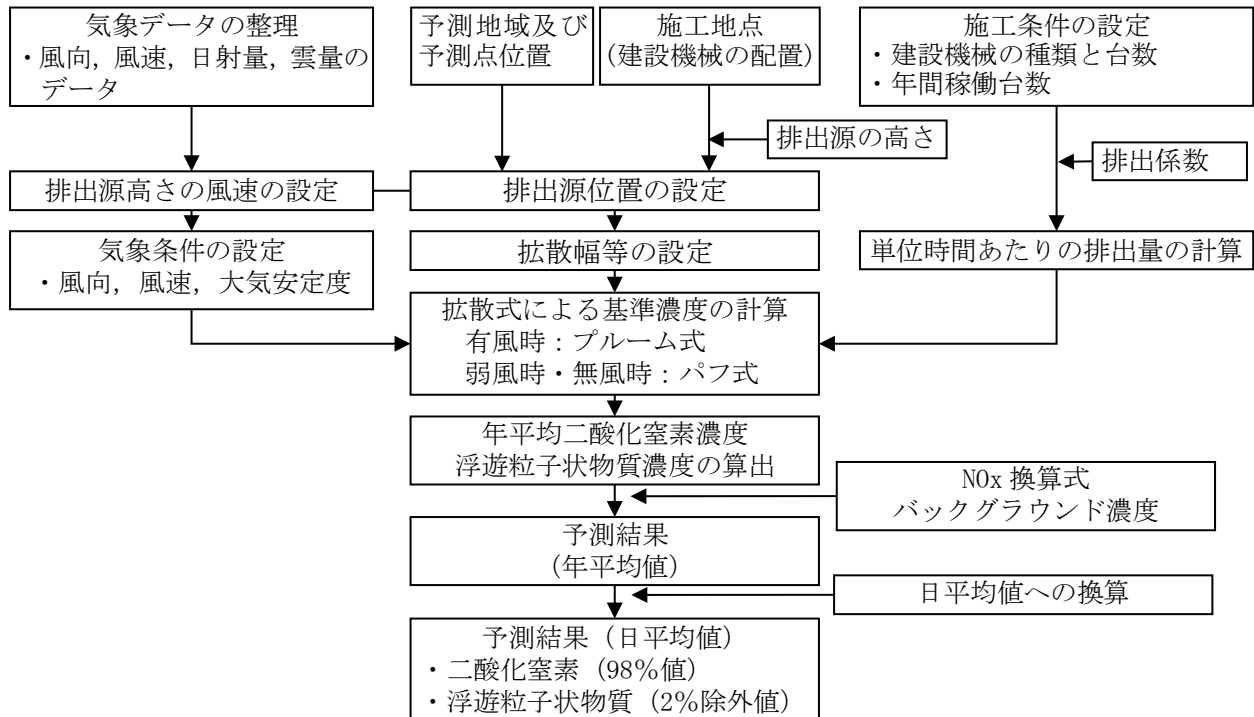 気象データの整理
・風向，風速，日射量，雲量の
データ
予測地域及び
予測点位置
施工地点
(建設機械の配置)
施工条件の設定
・建設機械の種類と台数
・年間稼働台数
排出源の高さ
排出係数
排出源高さの風速の設定
排出源位置の設定
気象条件の設定
・風向，風速，大気安定度
拡散幅等の設定
単位時間あたりの排出量の計算
拡散式による基準濃度の計算
有風時：プルーム式
弱風時・無風時：パフ式
年平均二酸化窒素濃度
浮遊粒子状物質濃度の算出
NOx 換算式
バックグラウンド濃度
予測結果
（年平均値）
日平均値への換算
予測結果（日平均値）
・二酸化窒素（98％値）
・浮遊粒子状物質（2％除外値）